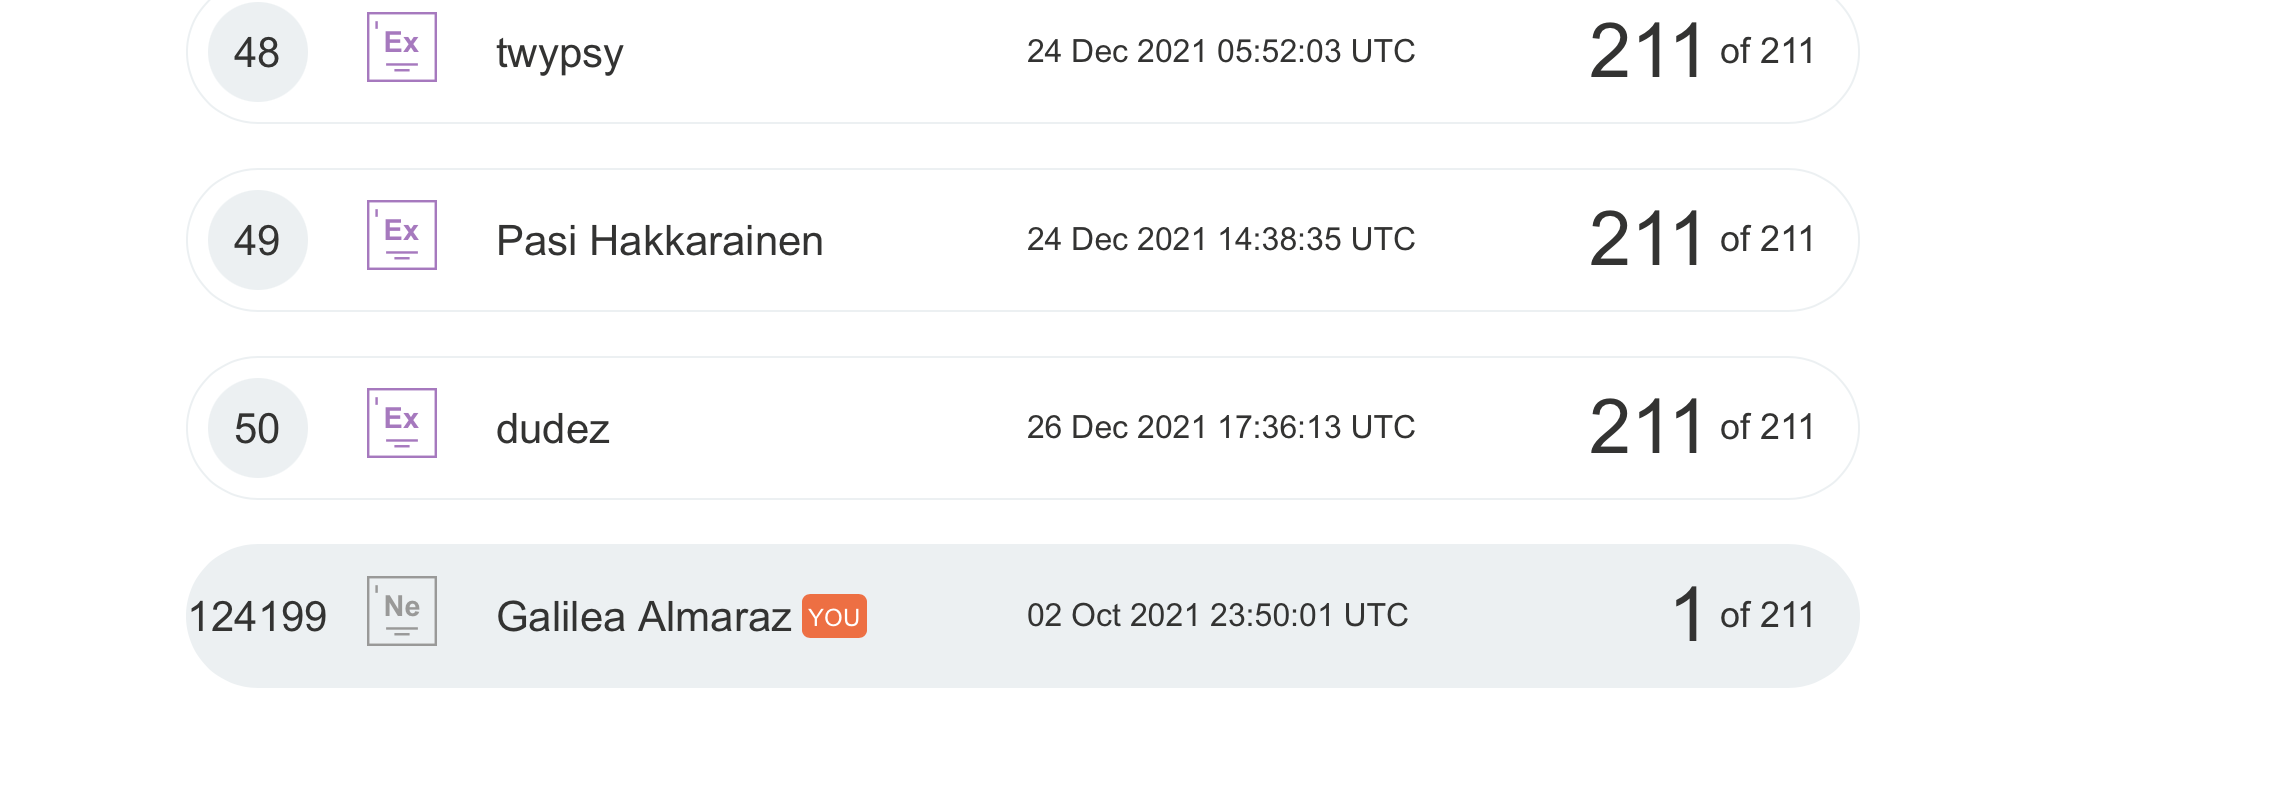 48 Ex twypsy 24 Dec 2021 05:52:03 UTC 211 of 211
49 Ex Pasi Hakkarainen 24 Dec 2021 14:38:35 UTC 211 of 211
50 Ex dudez 26 Dec 2021 17:36:13 UTC 211 of 211
124199 Ne Galilea Almaraz YOU 02 Oct 2021 23:50:01 UTC 1 of 211